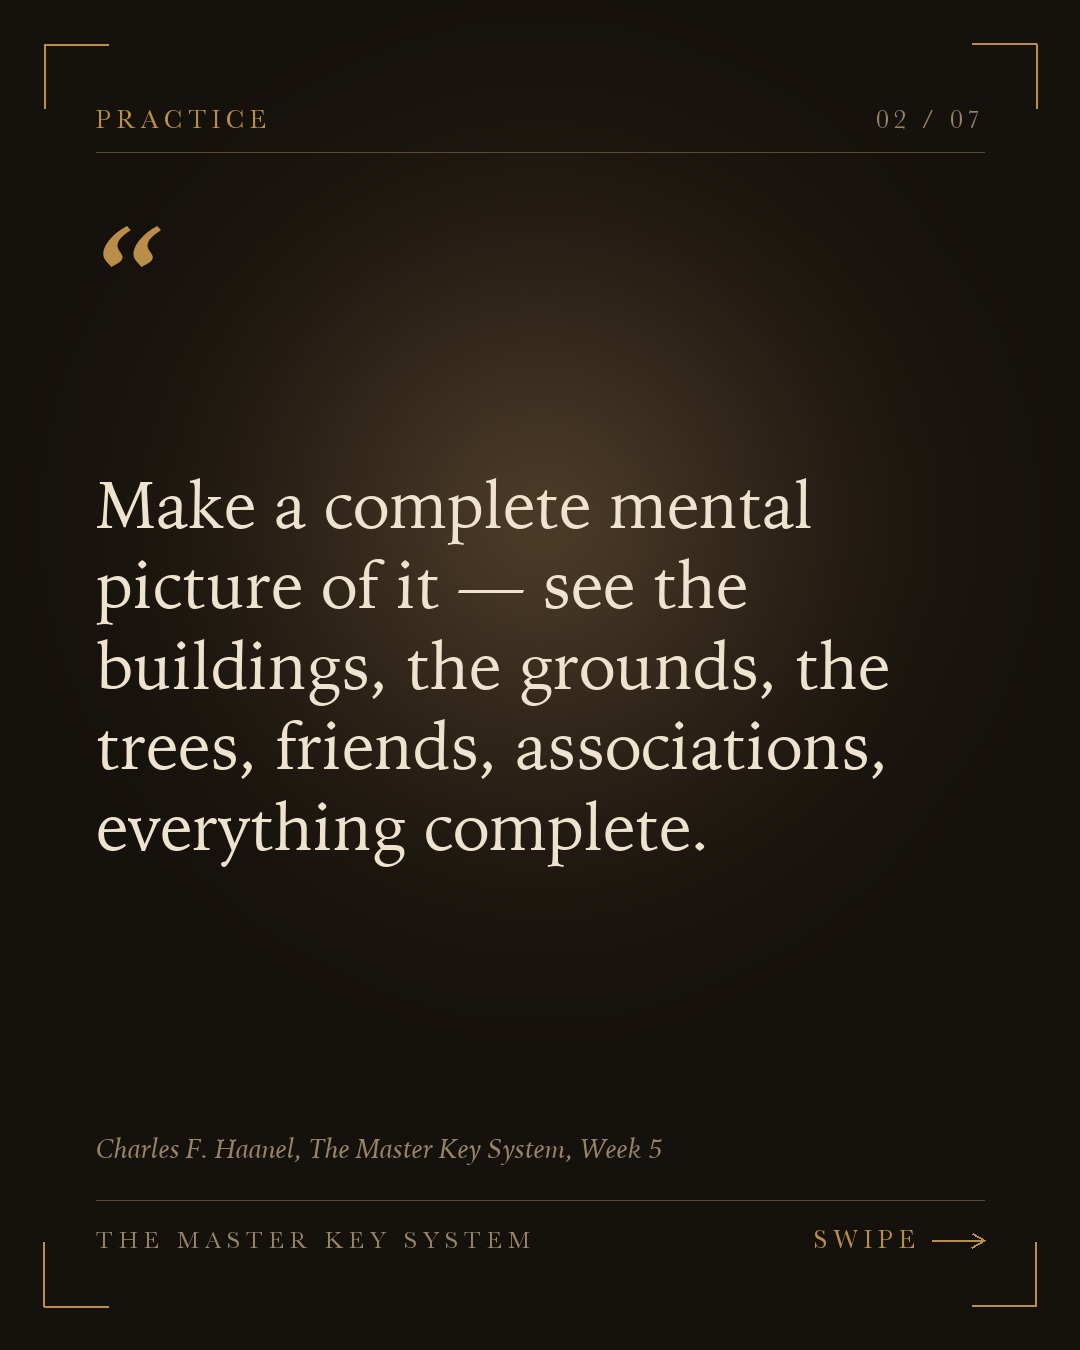 PRACTICE
02 / 07
“
Make a complete mental
picture of it — see the
buildings, the grounds, the
trees, friends, associations,
everything complete.
Charles F. Haanel, The Master Key System, Week 5
THE MASTER KEY SYSTEM
SWIPE →